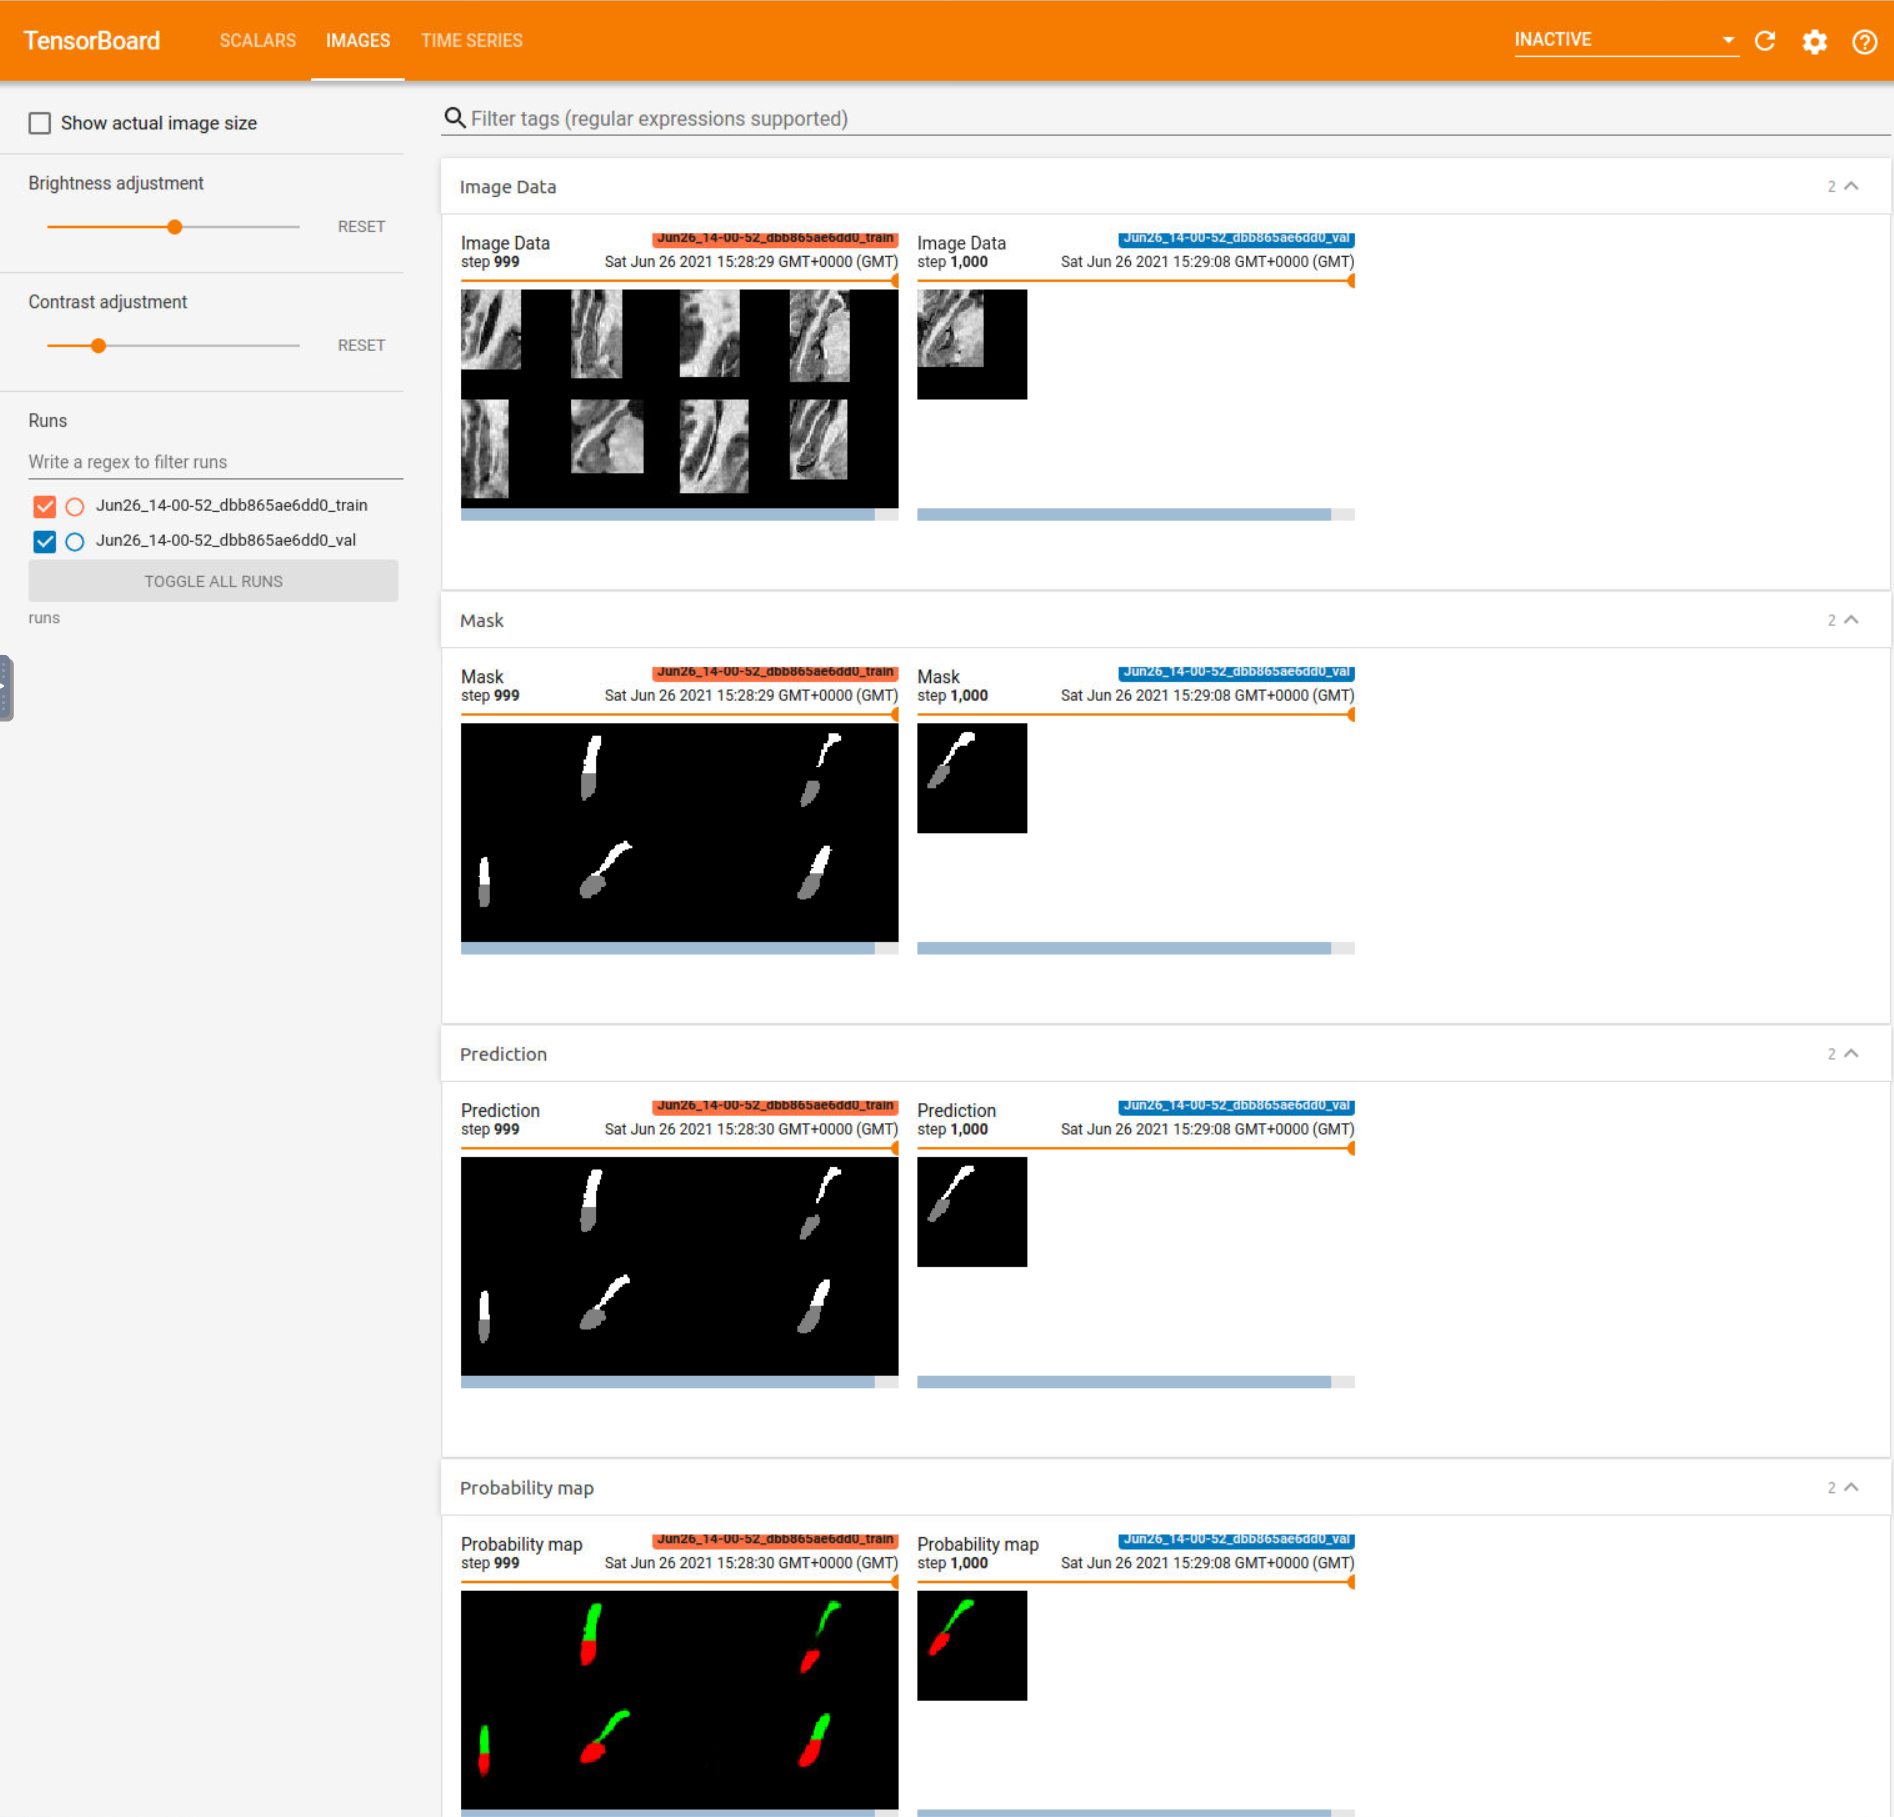 TensorBoard SCALARS IMAGES TIME SERIES INACTIVE
Show actual image size
Brightness adjustment
RESET
Contrast adjustment
RESET
Runs
Write a regex to filter runs
Jun26_14-00-52_dbb865ae6dd0_train
Jun26_14-00-52_dbb865ae6dd0_val
TOGGLE ALL RUNS
runs
Filter tags (regular expressions supported)
Image Data 2
Image Data Jun26_14-00-52_dbb865ae6dd0_train
step 999 Sat Jun 26 2021 15:28:29 GMT+0000 (GMT)
Image Data Jun26_14-00-52_dbb865ae6dd0_val
step 1,000 Sat Jun 26 2021 15:29:08 GMT+0000 (GMT)
Mask 2
Mask Jun26_14-00-52_dbb865ae6dd0_train
step 999 Sat Jun 26 2021 15:28:29 GMT+0000 (GMT)
Mask Jun26_14-00-52_dbb865ae6dd0_val
step 1,000 Sat Jun 26 2021 15:29:08 GMT+0000 (GMT)
Prediction 2
Prediction Jun26_14-00-52_dbb865ae6dd0_train
step 999 Sat Jun 26 2021 15:28:30 GMT+0000 (GMT)
Prediction Jun26_14-00-52_dbb865ae6dd0_val
step 1,000 Sat Jun 26 2021 15:29:08 GMT+0000 (GMT)
Probability map 2
Probability map Jun26_14-00-52_dbb865ae6dd0_train
step 999 Sat Jun 26 2021 15:28:30 GMT+0000 (GMT)
Probability map Jun26_14-00-52_dbb865ae6dd0_val
step 1,000 Sat Jun 26 2021 15:29:08 GMT+0000 (GMT)